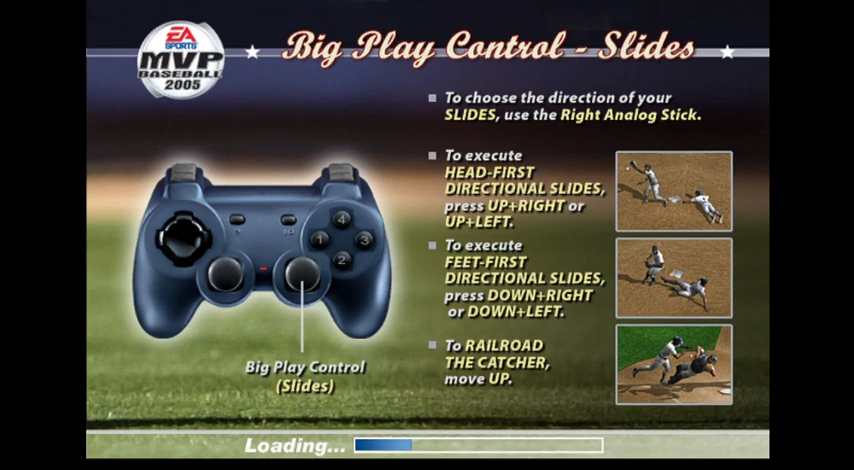 EA
SPORTS
MVP
BASEBALL
2005
Big Play Control - Slides
To choose the direction of your
SLIDES, use the Right Analog Stick.
To execute
HEAD-FIRST
DIRECTIONAL SLIDES,
press UP+RIGHT or
UP+LEFT.
To execute
FEET-FIRST
DIRECTIONAL SLIDES,
press DOWN+RIGHT
or DOWN+LEFT.
To RAILROAD
THE CATCHER,
move UP.
4
1 3
2
Big Play Control
(Slides)
Loading...